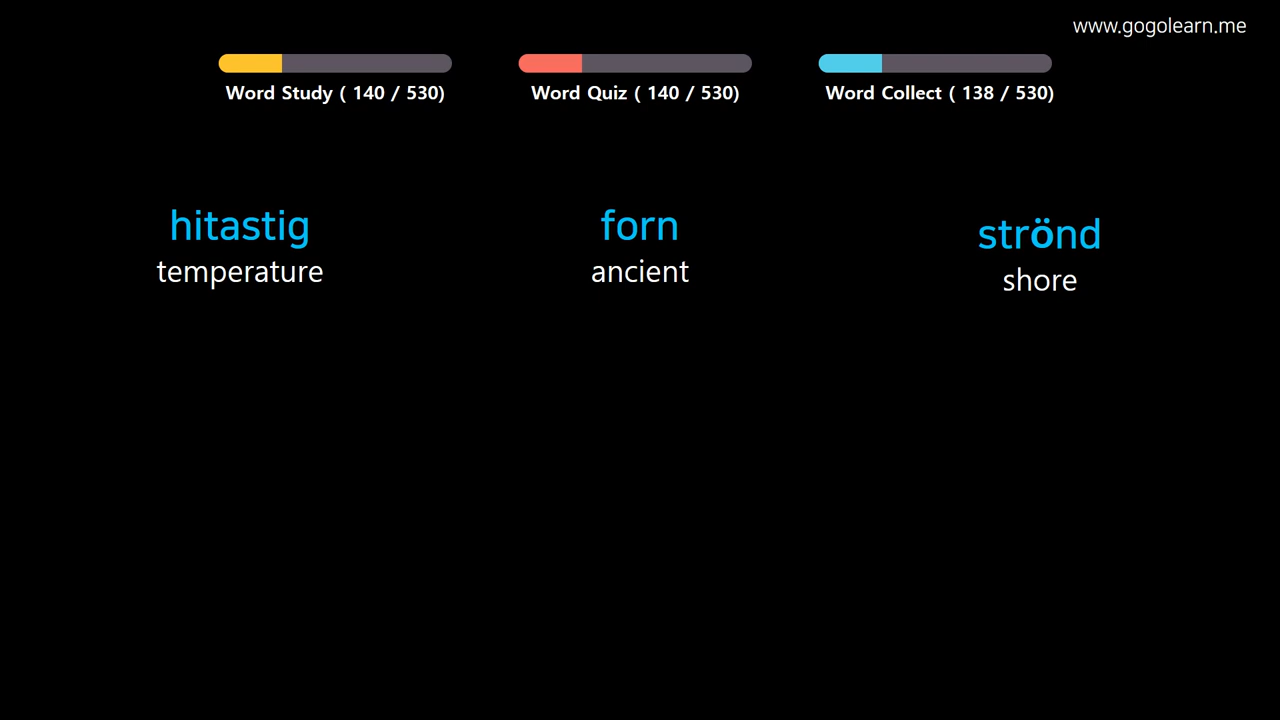 www.gogolearn.me
Word Study ( 140 / 530)
Word Quiz ( 140 / 530)
Word Collect ( 138 / 530)
hitastig
temperature
forn
ancient
strönd
shore